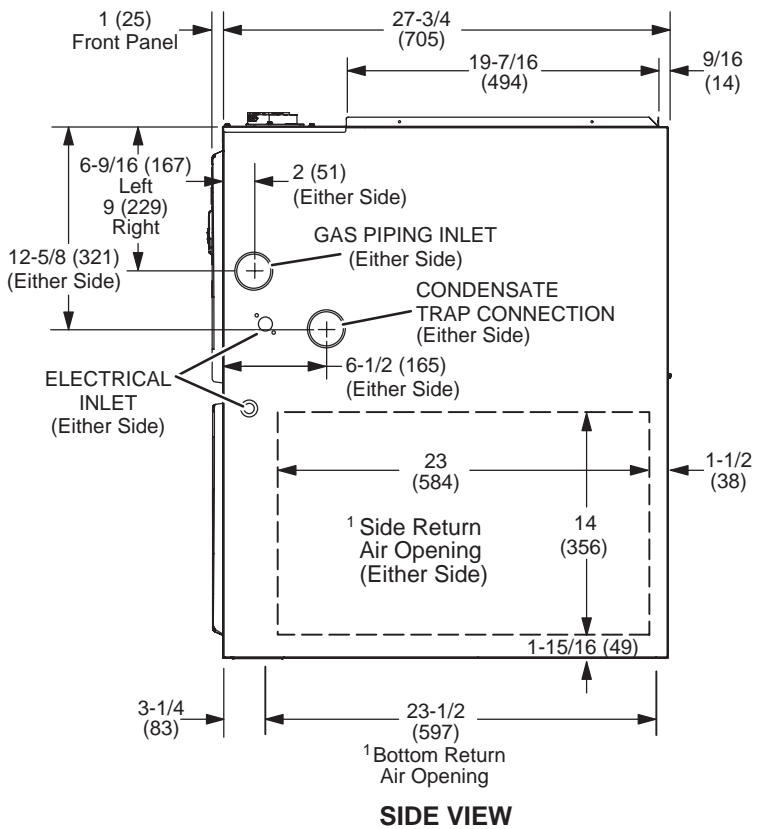 1 (25)
Front Panel
27-3/4
(705)
19-7/16
(494)
9/16
(14)
6-9/16 (167)
Left
9 (229)
Right
2 (51)
(Either Side)
12-5/8 (321)
(Either Side)
GAS PIPING INLET
(Either Side)
CONDENSATE
TRAP CONNECTION
(Either Side)
6-1/2 (165)
(Either Side)
ELECTRICAL
INLET
(Either Side)
23
(584)
1-1/2
(38)
1 Side Return
Air Opening
(Either Side)
14
(356)
1-15/16 (49)
3-1/4
(83)
23-1/2
(597)
1 Bottom Return
Air Opening
SIDE VIEW